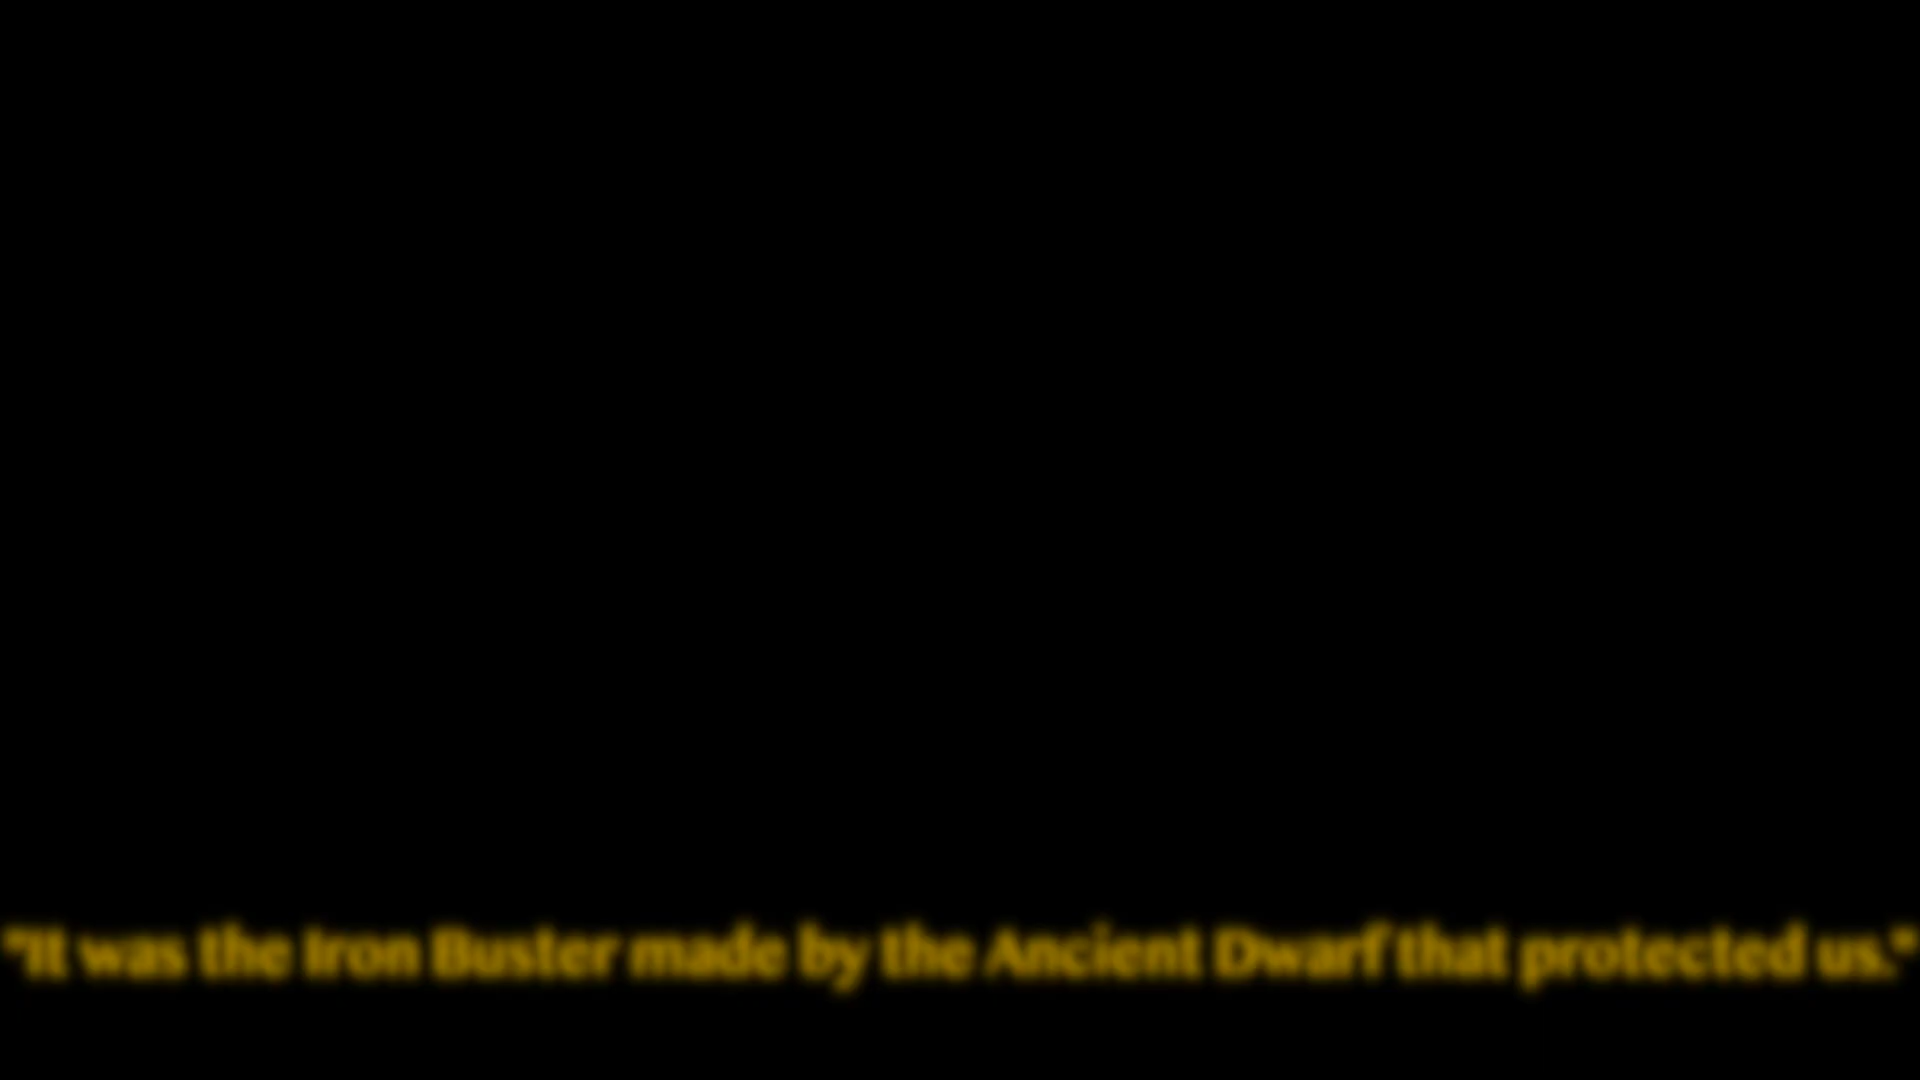 "It was the Iron Buster made by the Ancient Dwarf that protected us."